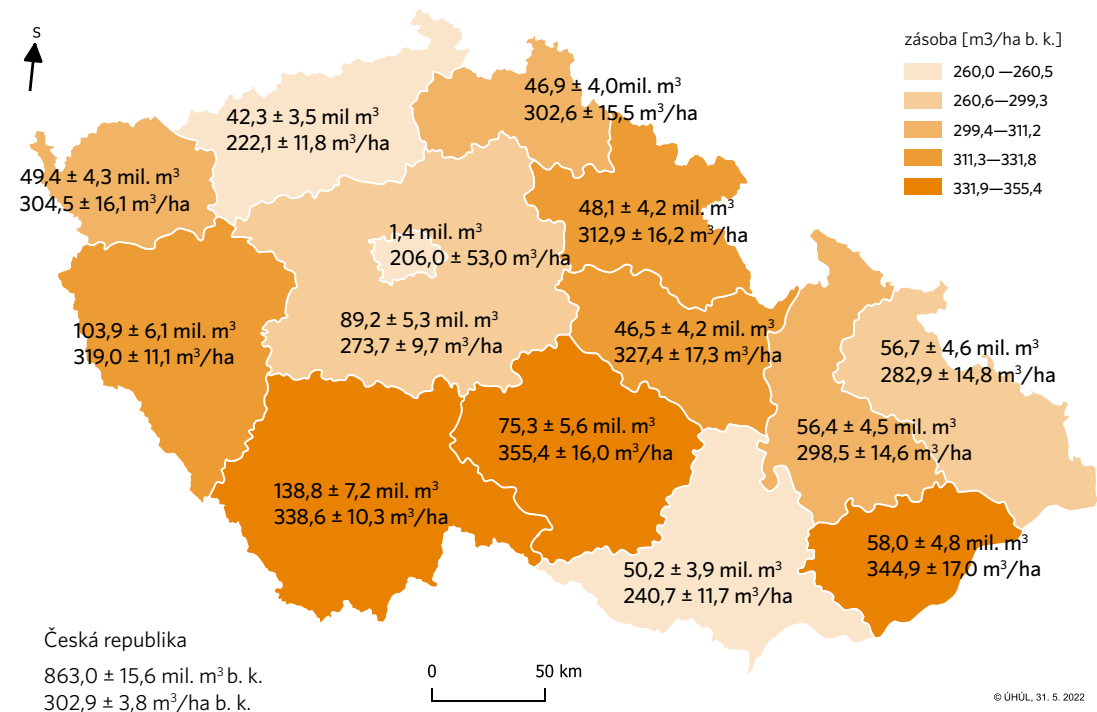 S
zásoba [m3/ha b. k.]
260,0 —260,5
260,6—299,3
299,4—311,2
311,3—331,8
331,9—355,4
46,9 ± 4,0mil. m³
302,6 ± 15,5 m³/ha
42,3 ± 3,5 mil m³
222,1 ± 11,8 m³/ha
49,4 ± 4,3 mil. m³
304,5 ± 16,1 m³/ha
48,1 ± 4,2 mil. m³
312,9 ± 16,2 m³/ha
1,4 mil. m³
206,0 ± 53,0 m³/ha
89,2 ± 5,3 mil. m³
273,7 ± 9,7 m³/ha
103,9 ± 6,1 mil. m³
319,0 ± 11,1 m³/ha
46,5 ± 4,2 mil. m³
327,4 ± 17,3 m³/ha
56,7 ± 4,6 mil. m³
282,9 ± 14,8 m³/ha
75,3 ± 5,6 mil. m³
355,4 ± 16,0 m³/ha
56,4 ± 4,5 mil. m³
298,5 ± 14,6 m³/ha
138,8 ± 7,2 mil. m³
338,6 ± 10,3 m³/ha
58,0 ± 4,8 mil. m³
344,9 ± 17,0 m³/ha
50,2 ± 3,9 mil. m³
240,7 ± 11,7 m³/ha
Česká republika
863,0 ± 15,6 mil. m³ b. k.
302,9 ± 3,8 m³/ha b. k.
0 50 km
© ÚHÚL, 31. 5. 2022